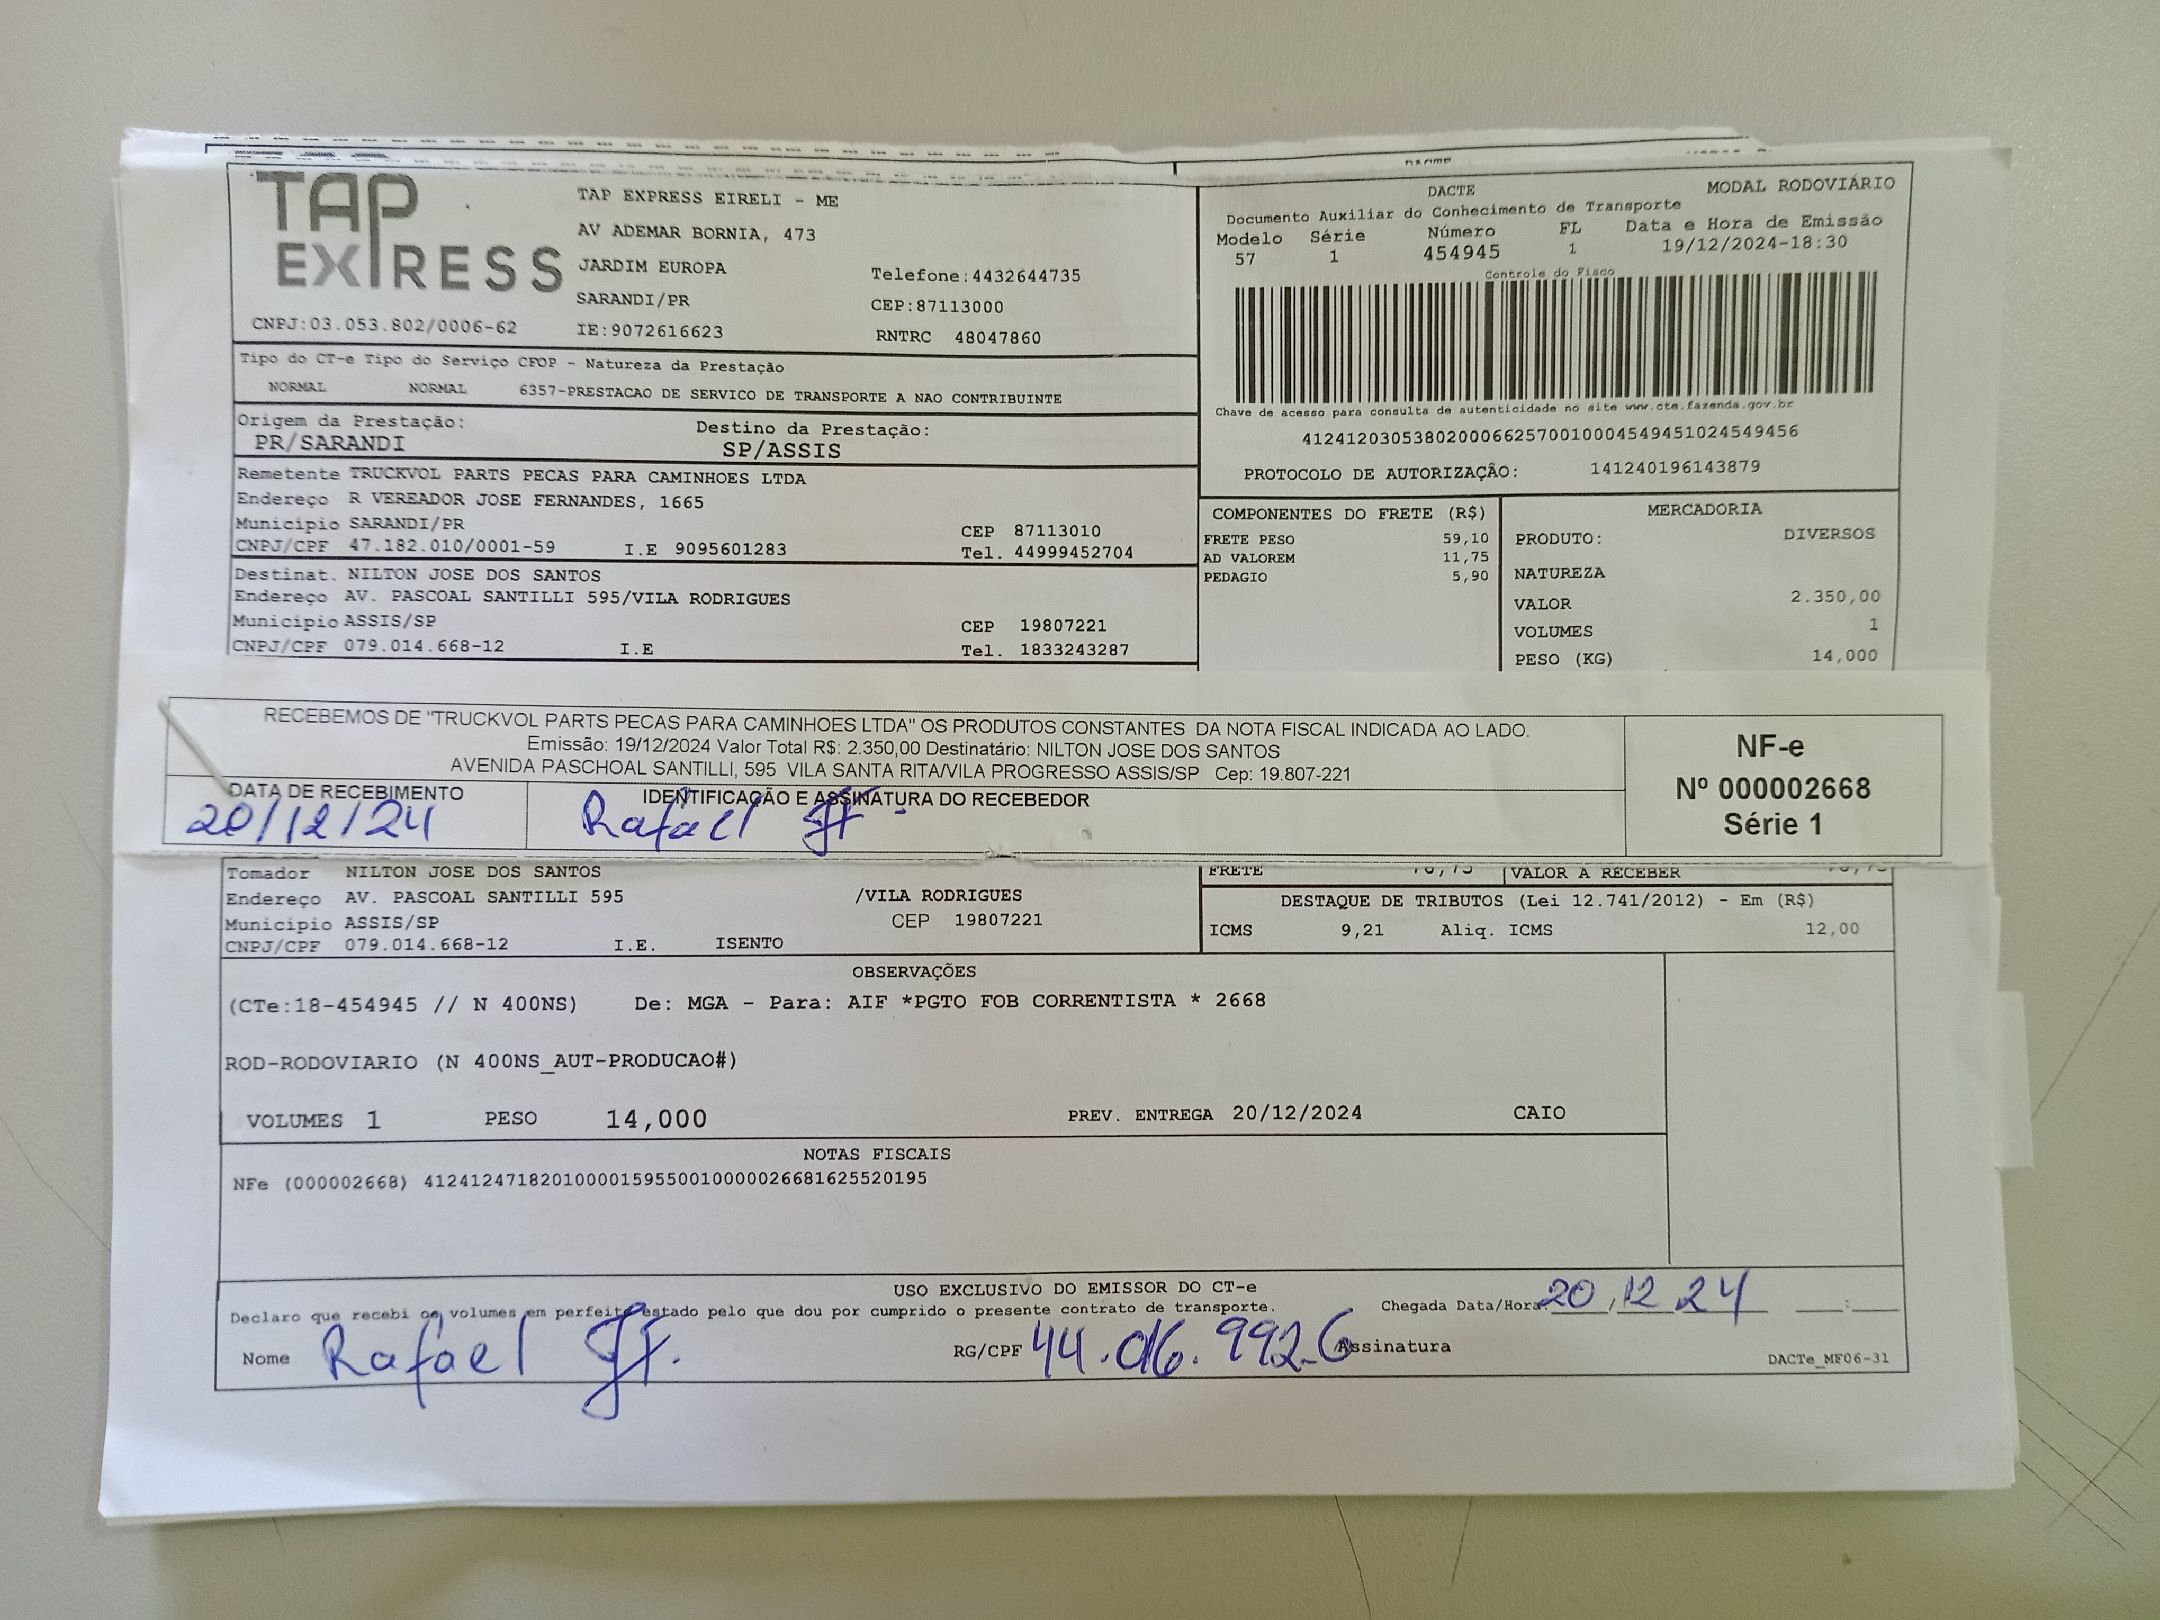 TAP
EXPRESS
TAP EXPRESS EIRELI - ME
AV ADEMAR BORNIA, 473
JARDIM EUROPA
Telefone:4432644735
SARANDI/PR
CEP:87113000
CNPJ:03.053.802/0006-62
IE:9072616623
RNTRC 48047860
DACTE
MODAL RODOVIÁRIO
Documento Auxiliar do Conhecimento de Transporte
Modelo Série Número FL Data e Hora de Emissão
57 1 454945 1 19/12/2024-18:30
Controle do Fisco
Chave de acesso para consulta de autenticidade no site www.cte.fazenda.gov.br
41241203053802000662570010004549451024549456
PROTOCOLO DE AUTORIZAÇÃO: 141240196143879
Tipo do CT-e Tipo do Serviço CFOP - Natureza da Prestação
NORMAL NORMAL 6357-PRESTACAO DE SERVICO DE TRANSPORTE A NAO CONTRIBUINTE
Origem da Prestação: Destino da Prestação:
PR/SARANDI SP/ASSIS
Remetente TRUCKVOL PARTS PECAS PARA CAMINHOES LTDA
Endereço R VEREADOR JOSE FERNANDES, 1665
Município SARANDI/PR CEP 87113010
CNPJ/CPF 47.182.010/0001-59 I.E 9095601283 Tel. 44999452704
Destinat. NILTON JOSE DOS SANTOS
Endereço AV. PASCOAL SANTILLI 595/VILA RODRIGUES
Município ASSIS/SP CEP 19807221
CNPJ/CPF 079.014.668-12 I.E Tel. 1833243287
COMPONENTES DO FRETE (R$)
FRETE PESO 59,10
AD VALOREM 11,75
PEDAGIO 5,90
MERCADORIA
PRODUTO: DIVERSOS
NATUREZA
VALOR 2.350,00
VOLUMES 1
PESO (KG) 14,000
RECEBEMOS DE "TRUCKVOL PARTS PECAS PARA CAMINHOES LTDA" OS PRODUTOS CONSTANTES DA NOTA FISCAL INDICADA AO LADO.
Emissão: 19/12/2024 Valor Total R$: 2.350,00 Destinatário: NILTON JOSE DOS SANTOS
AVENIDA PASCHOAL SANTILLI, 595 VILA SANTA RITA/VILA PROGRESSO ASSIS/SP Cep: 19.807-221
DATA DE RECEBIMENTO
20/12/24
IDENTIFICAÇÃO E ASSINATURA DO RECEBEDOR
Rafael
NF-e
Nº 000002668
Série 1
Tomador NILTON JOSE DOS SANTOS
Endereço AV. PASCOAL SANTILLI 595 /VILA RODRIGUES
Município ASSIS/SP CEP 19807221
CNPJ/CPF 079.014.668-12 I.E. ISENTO
FRETE VALOR A RECEBER
DESTAQUE DE TRIBUTOS (Lei 12.741/2012) - Em (R$)
ICMS 9,21 Aliq. ICMS 12,00
OBSERVAÇÕES
(CTe:18-454945 // N 400NS) De: MGA - Para: AIF *PGTO FOB CORRENTISTA * 2668
ROD-RODOVIARIO (N 400NS_AUT-PRODUCAO#)
VOLUMES 1 PESO 14,000 PREV. ENTREGA 20/12/2024 CAIO
NOTAS FISCAIS
NFe (000002668) 41241247182010000159550010000026681625520195
USO EXCLUSIVO DO EMISSOR DO CT-e
Declaro que recebi os volumes em perfeito estado pelo que dou por cumprido o presente contrato de transporte.
Chegada Data/Hora 20/12/24 :
Nome Rafael
RG/CPF 44.016.992-6 Assinatura
DACTe_MF06-31